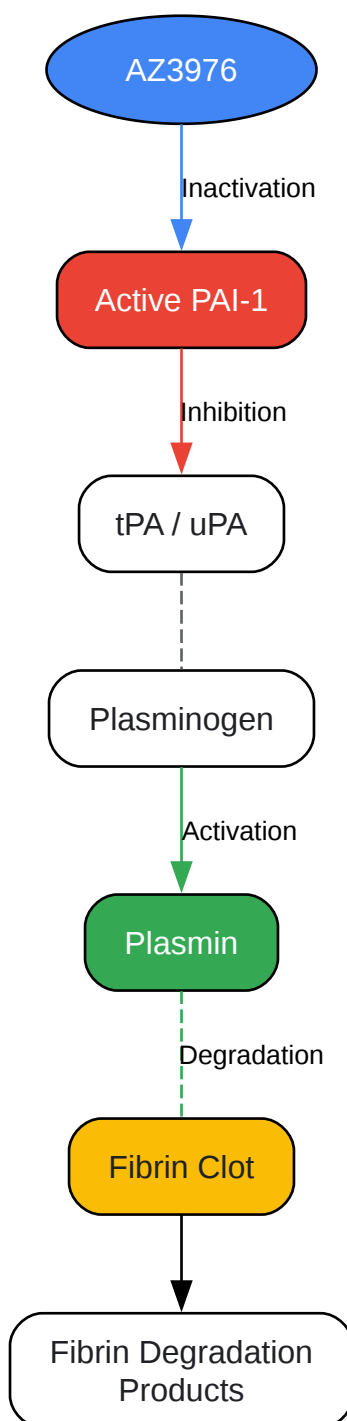 AZ3976
Inactivation
Active PAI-1
Inhibition
tPA / uPA
Plasminogen
Activation
Plasmin
Degradation
Fibrin Clot
Fibrin Degradation
Products